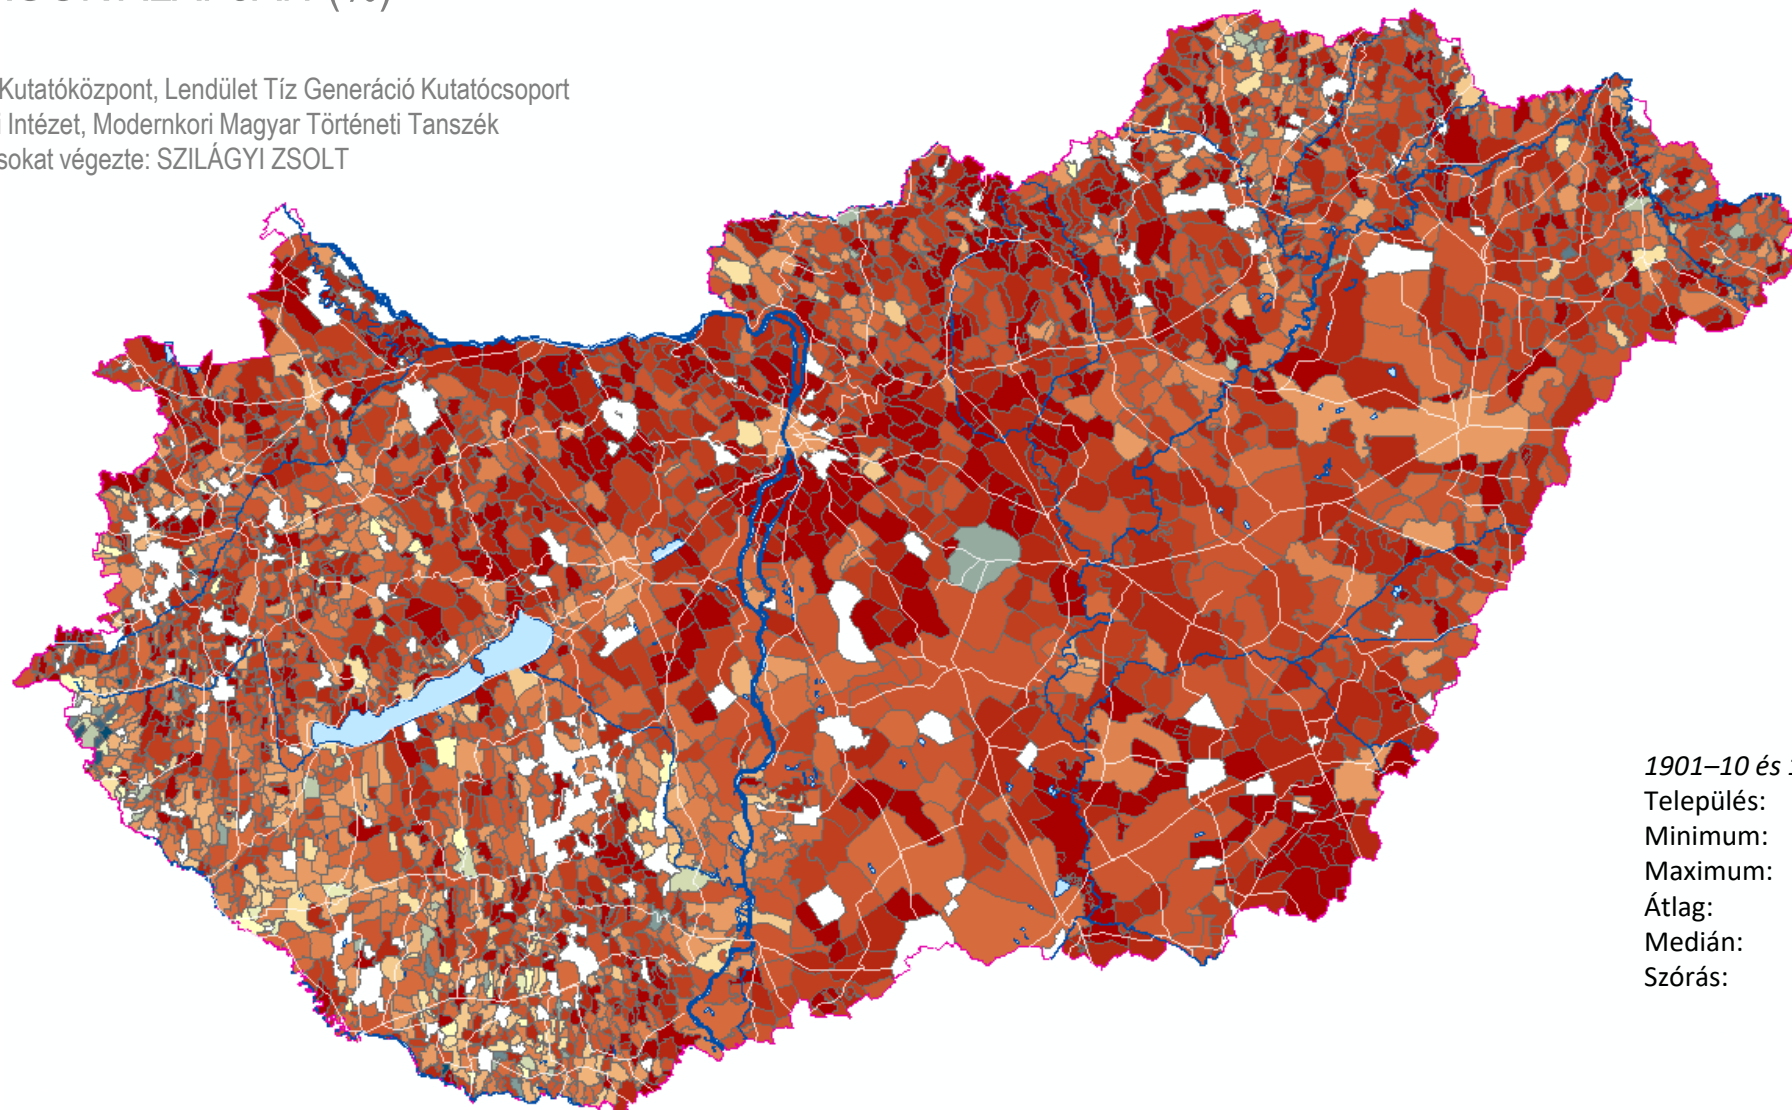 (%)
Kutatóközpont, Lendület Tíz Generáció Kutatócsoport
Intézet, Modernkori Magyar Történeti Tanszék
végezte: SZILÁGYI ZSOLT
1901–10 és
Település:
Minimum:
Maximum:
Átlag:
Medián:
Szórás: